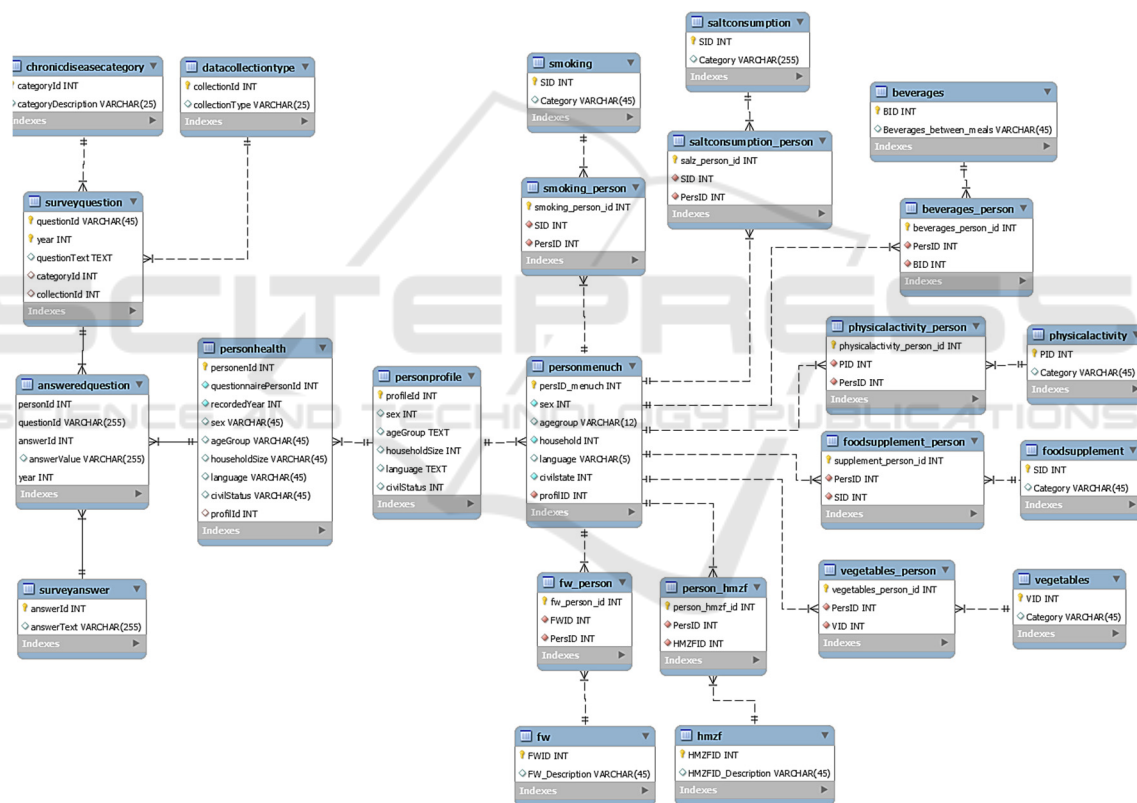 saltconsumption
SID INT
Category VARCHAR(255)
Indexes
chronicdiseasecategory
categoryId INT
categoryDescription VARCHAR(25)
Indexes
datacollectiontype
collectionId INT
collectionType VARCHAR(25)
Indexes
smoking
SID INT
Category VARCHAR(45)
Indexes
beverages
BID INT
Beverages_between_meals VARCHAR(45)
Indexes
saltconsumption_person
salz_person_id INT
SID INT
PersID INT
Indexes
smoking_person
smoking_person_id INT
SID INT
PersID INT
Indexes
surveyquestion
questionId VARCHAR(45)
year INT
questionText TEXT
categoryId INT
collectionId INT
Indexes
beverages_person
beverages_person_id INT
PersID INT
BID INT
Indexes
SCITEPRESS
SCIENCE AND TECHNOLOGY PUBLICATIONS
physicalactivity_person
physicalactivity_person_id INT
PID INT
PersID INT
Indexes
physicalactivity
PID INT
Category VARCHAR(45)
Indexes
personhealth
personenId INT
questionnairePersonId INT
recordedYear INT
sex VARCHAR(45)
ageGroup VARCHAR(45)
householdSize VARCHAR(45)
language VARCHAR(45)
civilStatus VARCHAR(45)
profilId INT
Indexes
personprofile
profileId INT
sex INT
ageGroup TEXT
householdSize INT
language TEXT
civilStatus INT
Indexes
personmenuch
persID_menuch INT
sex INT
agegroup VARCHAR(12)
household INT
language VARCHAR(5)
civilstate INT
profilID INT
Indexes
answeredquestion
personId INT
questionId VARCHAR(255)
answerId INT
answerValue VARCHAR(255)
year INT
Indexes
foodsupplement_person
supplement_person_id INT
PersID INT
SID INT
Indexes
foodsupplement
SID INT
Category VARCHAR(45)
Indexes
surveyanswer
answerId INT
answerText VARCHAR(255)
Indexes
fw_person
fw_person_id INT
FWID INT
PersID INT
Indexes
person_hmzf
person_hmzf_id INT
PersID INT
HMZFID INT
Indexes
vegetables_person
vegetables_person_id INT
PersID INT
VID INT
Indexes
vegetables
VID INT
Category VARCHAR(45)
Indexes
fw
FWID INT
FW_Description VARCHAR(45)
Indexes
hmzf
HMZFID INT
HMZFID_Description VARCHAR(45)
Indexes